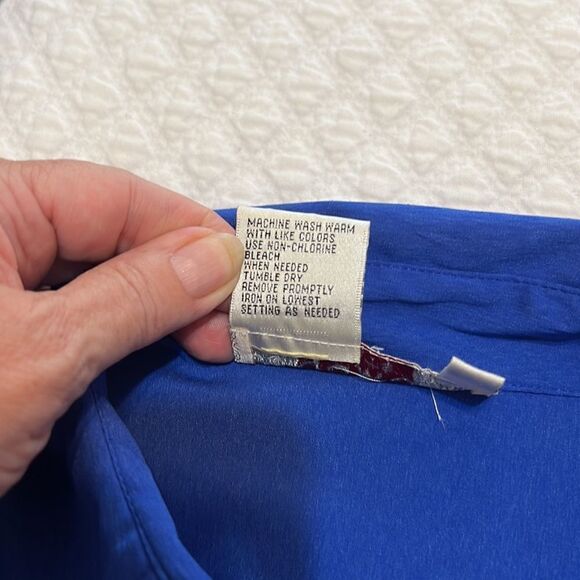 MACHINE WASH WARM
WITH LIKE COLORS
USE NON-CHLORINE
BLEACH
WHEN NEEDED
TUMBLE DRY
REMOVE PROMPTLY
IRON ON LOWEST
SETTING AS NEEDED